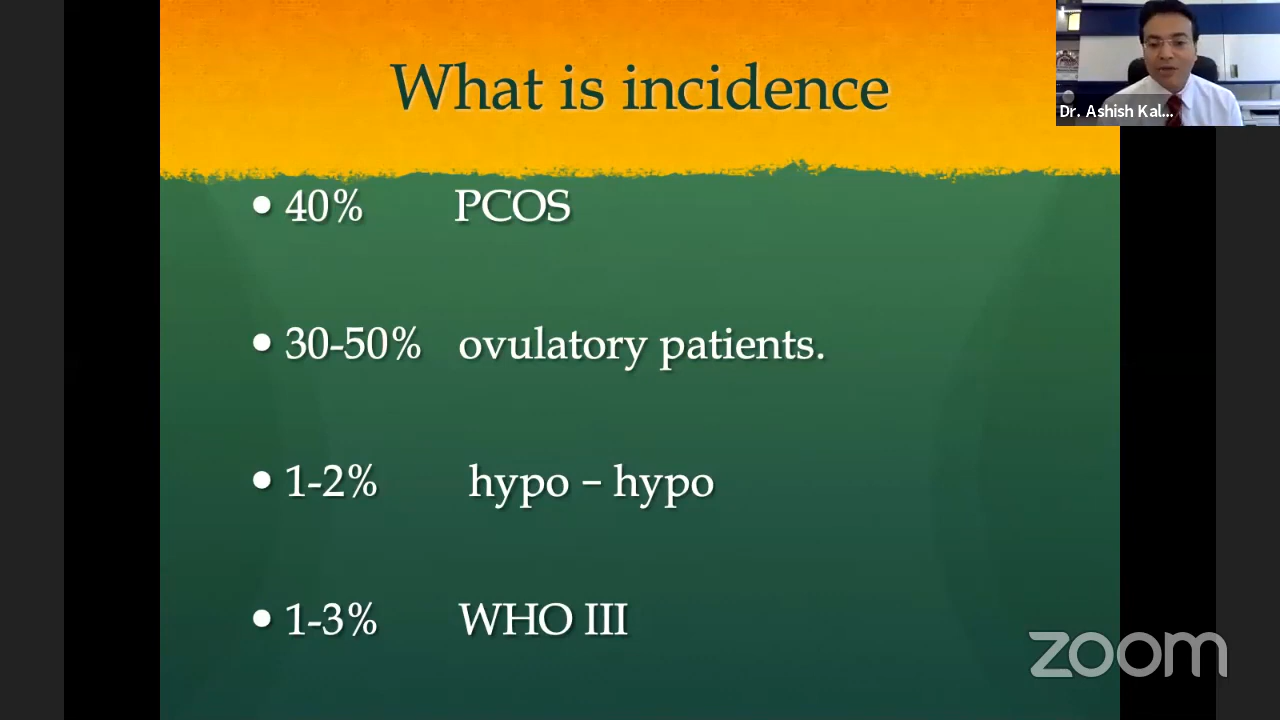 What is incidence
Dr. Ashish Kal...
• 40% PCOS
• 30-50% ovulatory patients.
• 1-2% hypo – hypo
• 1-3% WHO III
zoom